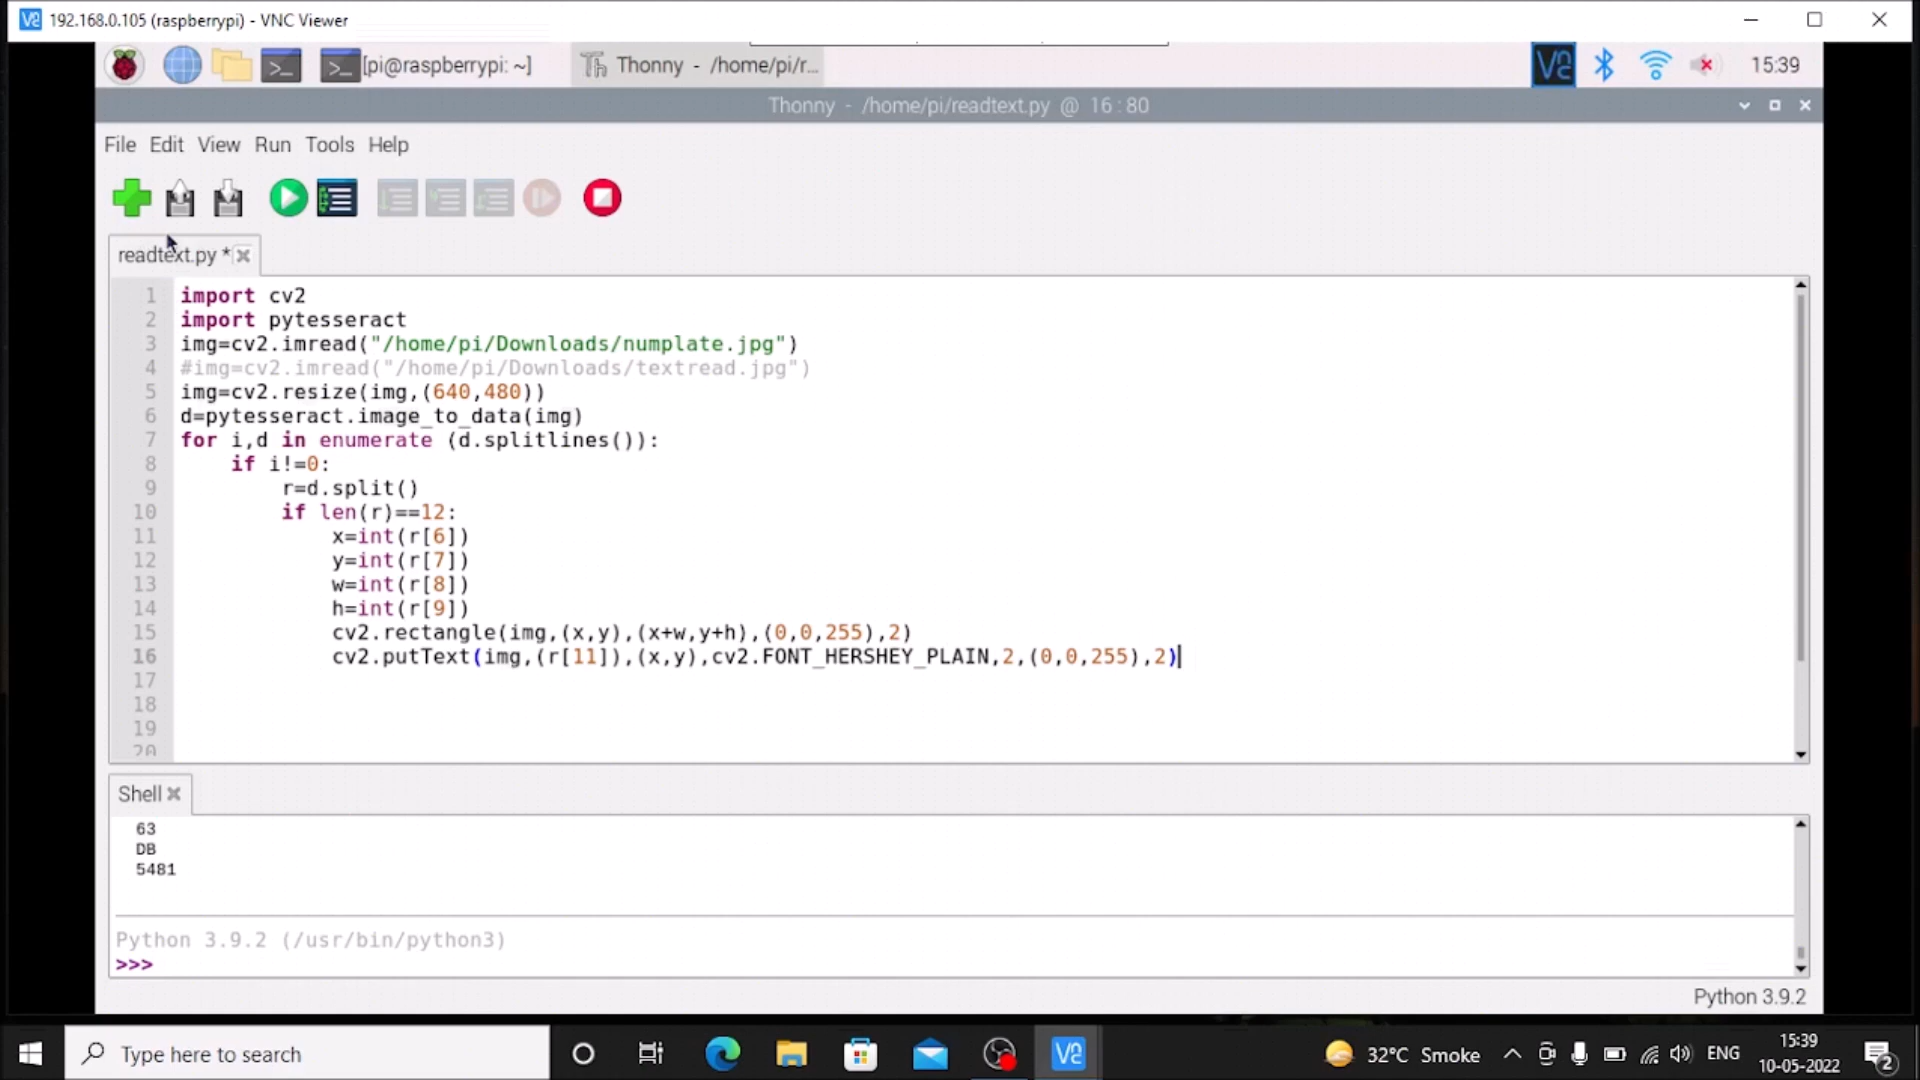 192.168.0.105 (raspberrypi) - VNC Viewer
[pi@raspberrypi: ~]
Thonny - /home/pi/r...
15:39
Thonny - /home/pi/readtext.py @ 16:80
File Edit View Run Tools Help
readtext.py *
1 import cv2
2 import pytesseract
3 img=cv2.imread("/home/pi/Downloads/numplate.jpg")
4 #img=cv2.imread("/home/pi/Downloads/textread.jpg")
5 img=cv2.resize(img,(640,480))
6 d=pytesseract.image_to_data(img)
7 for i,d in enumerate (d.splitlines()):
8 if i!=0:
9 r=d.split()
10 if len(r)==12:
11 x=int(r[6])
12 y=int(r[7])
13 w=int(r[8])
14 h=int(r[9])
15 cv2.rectangle(img,(x,y),(x+w,y+h),(0,0,255),2)
16 cv2.putText(img,(r[11]),(x,y),cv2.FONT_HERSHEY_PLAIN,2,(0,0,255),2)
17
18
19
20
Shell
63
DB
5481
Python 3.9.2 (/usr/bin/python3)
>>>
Python 3.9.2
Type here to search
32°C Smoke
ENG
15:39
10-05-2022
2